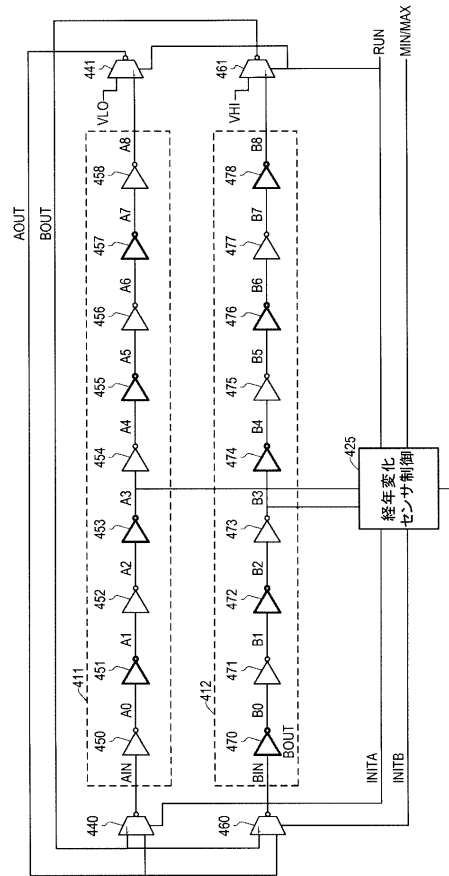 AOUT
BOUT
440
411
450
451
452
453
454
455
456
457
458
441
AIN
A0
A1
A2
A3
A4
A5
A6
A7
A8
VLO
460
412
470
471
472
473
474
475
476
477
478
461
BIN
B0
B1
B2
B3
B4
B5
B6
B7
B8
VHI
BOUT
INITA
INITB
425
経年変化
センサ制御
RUN
MIN/MAX